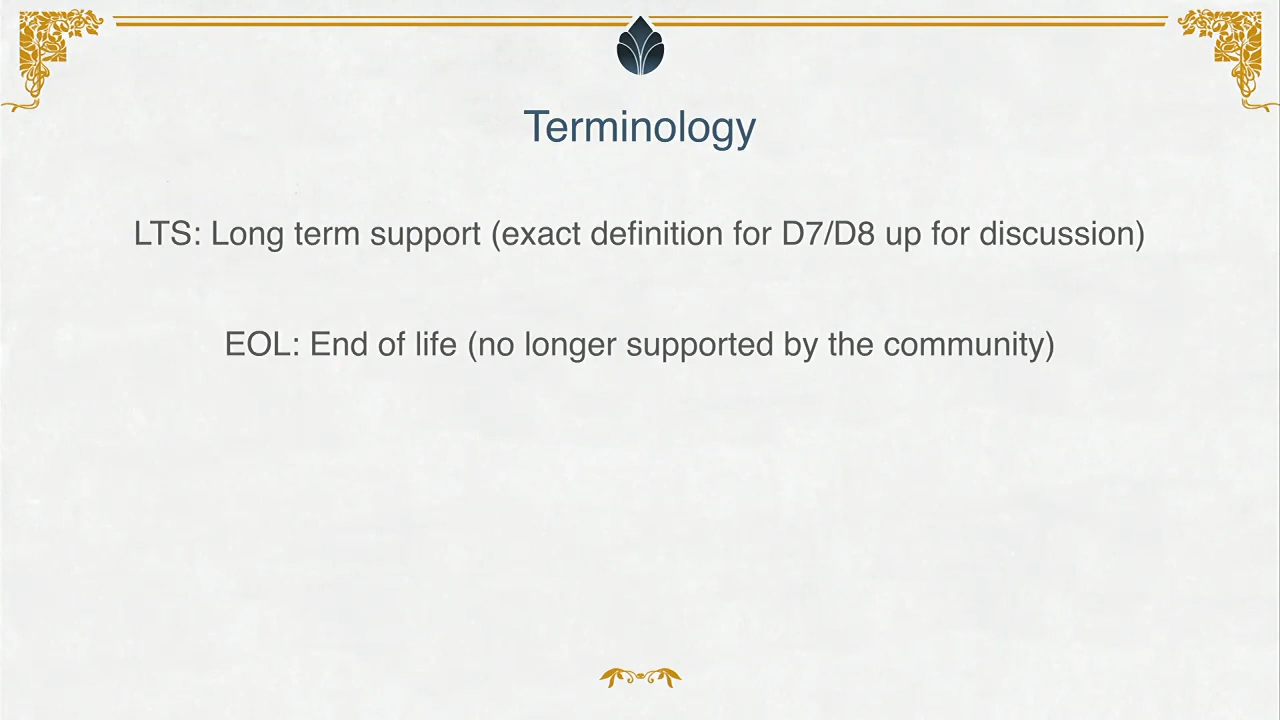 Terminology
LTS: Long term support (exact definition for D7/D8 up for discussion)
EOL: End of life (no longer supported by the community)